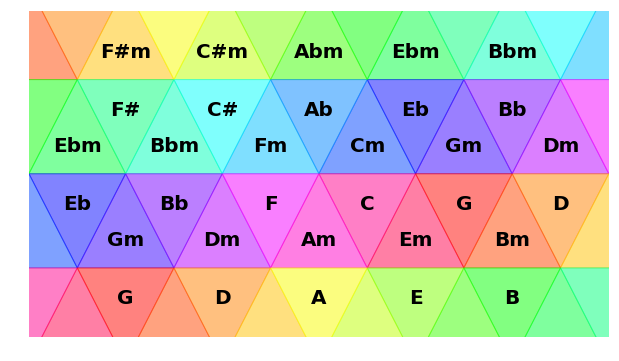 F#m C#m Abm Ebm Bbm
F# C# Ab Eb Bb
Ebm Bbm Fm Cm Gm Dm
Eb Bb F C G D
Gm Dm Am Em Bm
G D A E B